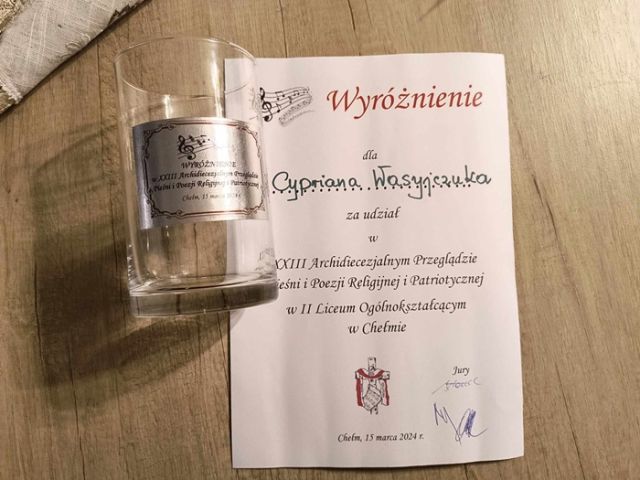 WYRÓŻNIENIE
w XXIII Archidiecezjalnym Przeglądzie
Pieśni i Poezji Religijnej i Patriotycznej
Chełm, 15 marca 2024 r.
Wyróżnienie
dla
Cypriana Wasyjczuka
za udział
w
XXIII Archidiecezjalnym Przeglądzie
Pieśni i Poezji Religijnej i Patriotycznej
w II Liceum Ogólnokształcącym
w Chełmie
Jury
Chełm, 15 marca 2024 r.